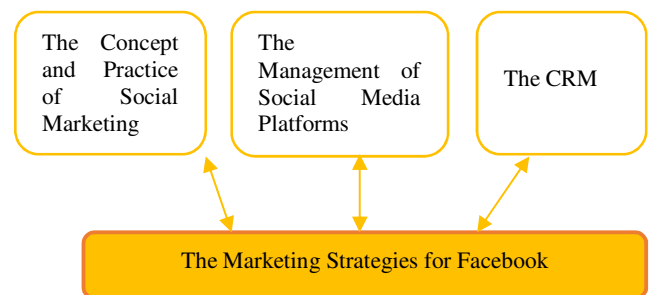 The Concept
and Practice
of Social
Marketing
The
Management of
Social Media
Platforms
The CRM
The Marketing Strategies for Facebook